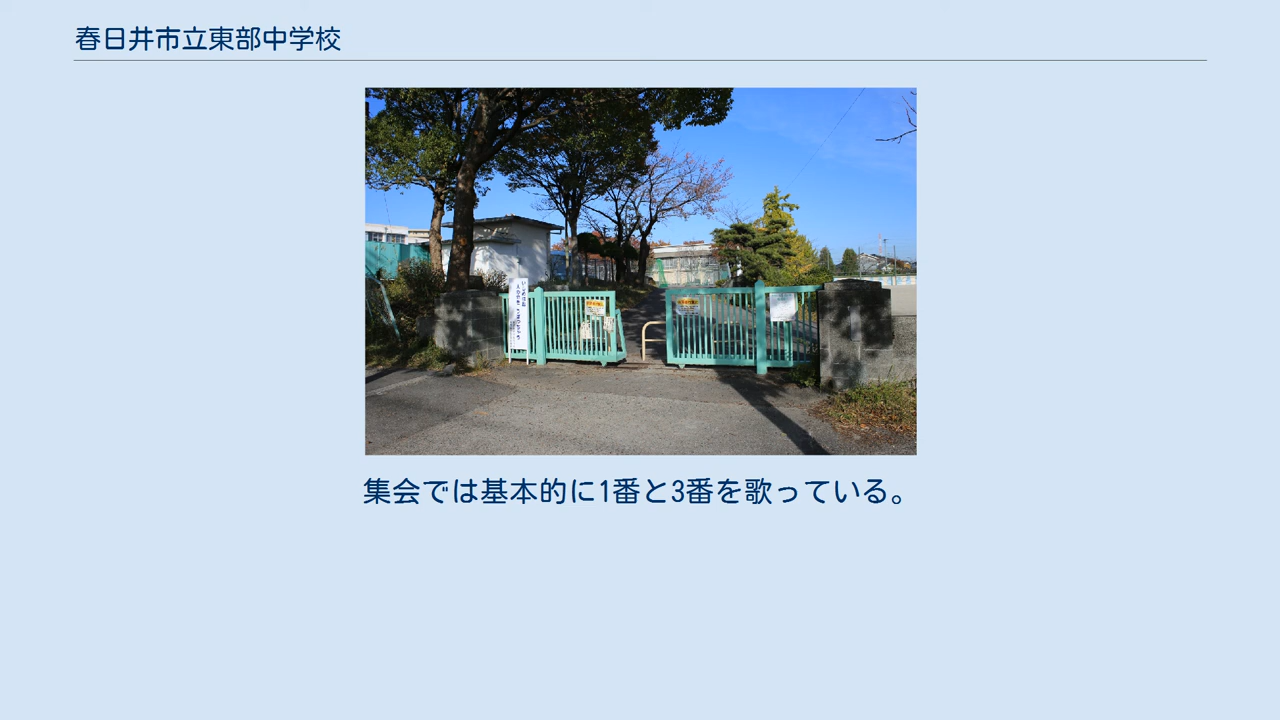 春日井市立東部中学校
集会では基本的に1番と3番を歌っている。